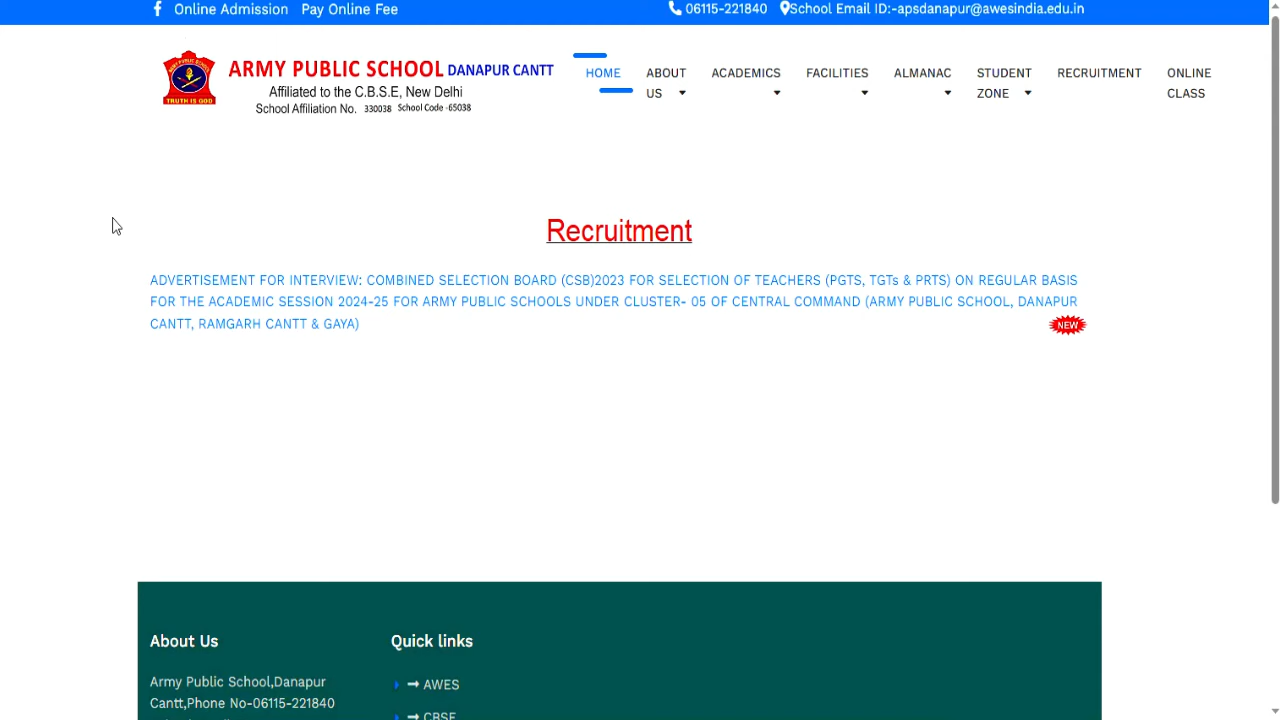 Online Admission Pay Online Fee 06115-221840 School Email ID:-apsdanapur@awesindia.edu.in
ARMY PUBLIC SCHOOL DANAPUR CANTT
Affiliated to the C.B.S.E, New Delhi
School Affiliation No. 330038 School Code -65038
TRUTH IS GOD
HOME
ABOUT US
ACADEMICS
FACILITIES
ALMANAC
STUDENT ZONE
RECRUITMENT
ONLINE CLASS
Recruitment
ADVERTISEMENT FOR INTERVIEW: COMBINED SELECTION BOARD (CSB)2023 FOR SELECTION OF TEACHERS (PGTS, TGTs & PRTS) ON REGULAR BASIS
FOR THE ACADEMIC SESSION 2024-25 FOR ARMY PUBLIC SCHOOLS UNDER CLUSTER- 05 OF CENTRAL COMMAND (ARMY PUBLIC SCHOOL, DANAPUR
CANTT, RAMGARH CANTT & GAYA)
NEW
About Us
Army Public School,Danapur
Cantt,Phone No-06115-221840
Quick links
AWES
CBSE